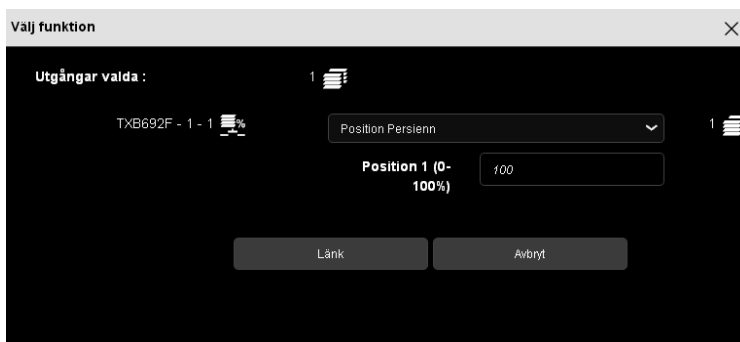 Välj funktion
Utgångar valda : 1
TXB692F - 1 - 1 % Position Persienn 1
Position 1 (0-
100%)
100
Länk Avbryt